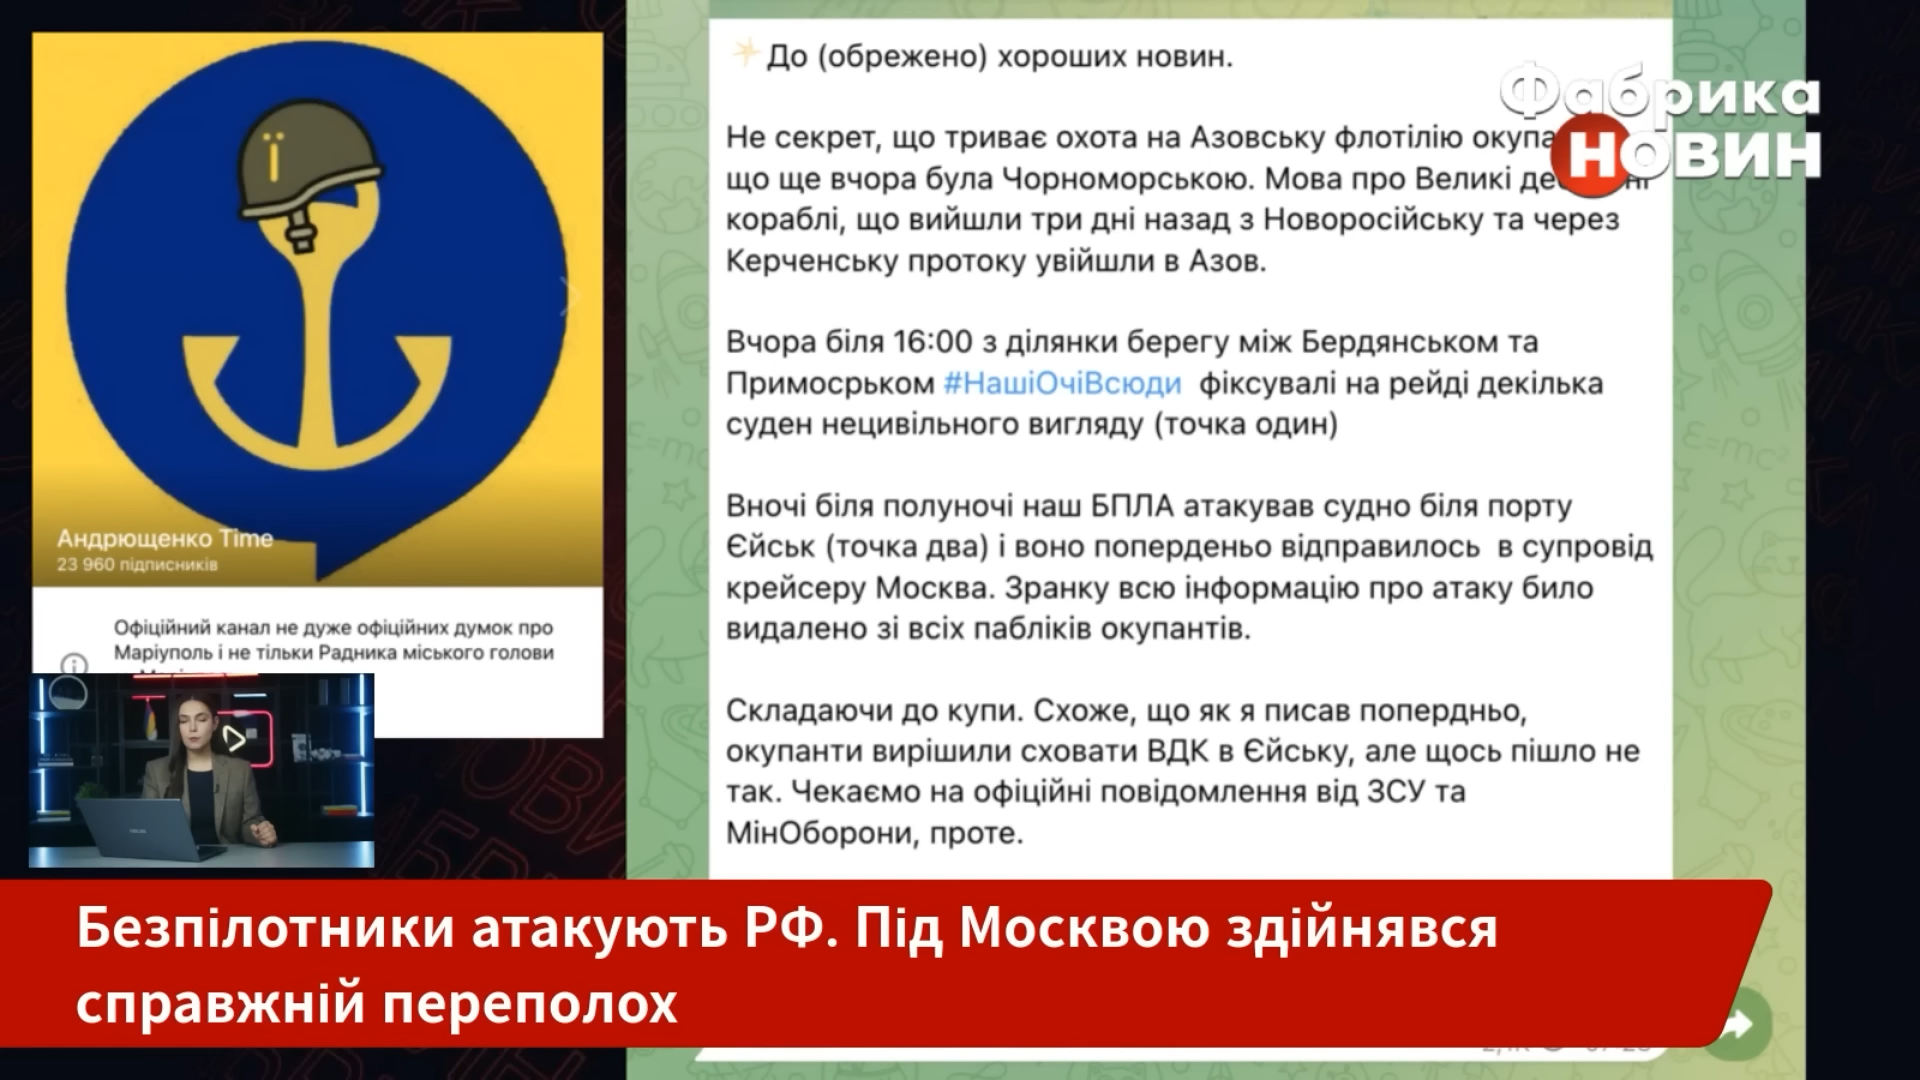 До (обрежено) хороших новин.
Фабрика
новин
Не секрет, що триває охота на Азовську флотілію
що ще вчора була Чорноморською. Мова про Великі
кораблі, що вийшли три дні назад з Новоросійську та через
Керченську протоку увійшли в Азов.
Вчора біля 16:00 з ділянки берегу між Бердянськом та
Примосрьком #НашіОчіВсюди фіксувалі на рейді декілька
суден нецивільного вигляду (точка один)
Вночі біля полуночі наш БПЛА атакував судно біля порту
Єйськ (точка два) і воно поперденьо відправилось в супровід
крейсеру Москва. Зранку всю інформацію про атаку било
видалено зі всіх пабліків окупантів.
Складаючи до купи. Схоже, що як я писав попердньо,
окупанти вирішили сховати ВДК в Єйську, але щось пішло не
так. Чекаємо на офіційні повідомлення від ЗСУ та
МінОборони, проте.
Ї
Андрющенко Time
23 960 підписників
Офіційний канал не дуже офіційних думок про
Маріуполь і не тільки Радника міського голови
Безпілотники атакують РФ. Під Москвою здійнявся
справжній переполох